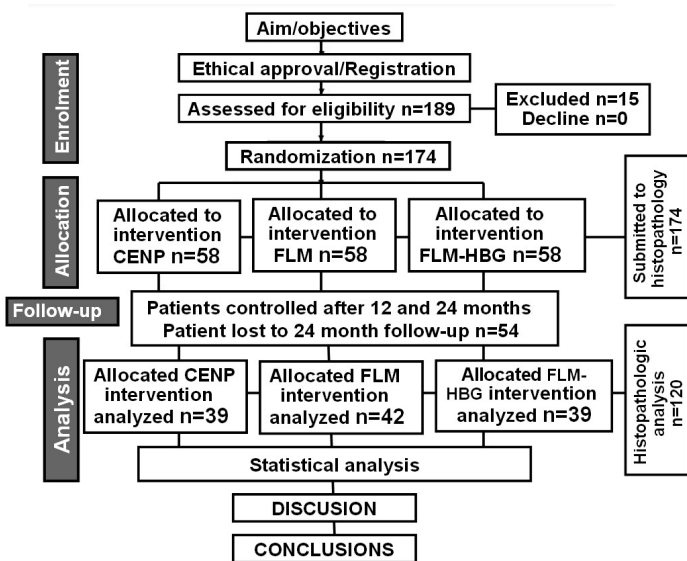 Aim/objectives
Enrolment
Ethical approval/Registration
Assessed for eligibility n=189
Excluded n=15
Decline n=0
Randomization n=174
Allocation
Allocated to
intervention
CENP n=58
Allocated to
intervention
FLM n=58
Allocated to
intervention
FLM-HBG n=58
Submitted to
histopathology
n=174
Follow-up
Patients controlled after 12 and 24 months
Patient lost to 24 month follow-up n=54
Analysis
Allocated CENP
intervention
analyzed n=39
Allocated FLM
intervention
analyzed n=42
Allocated FLM-
HBG intervention
analyzed n=39
Histopathologic
analysis
n=120
Statistical analysis
DISCUSION
CONCLUSIONS